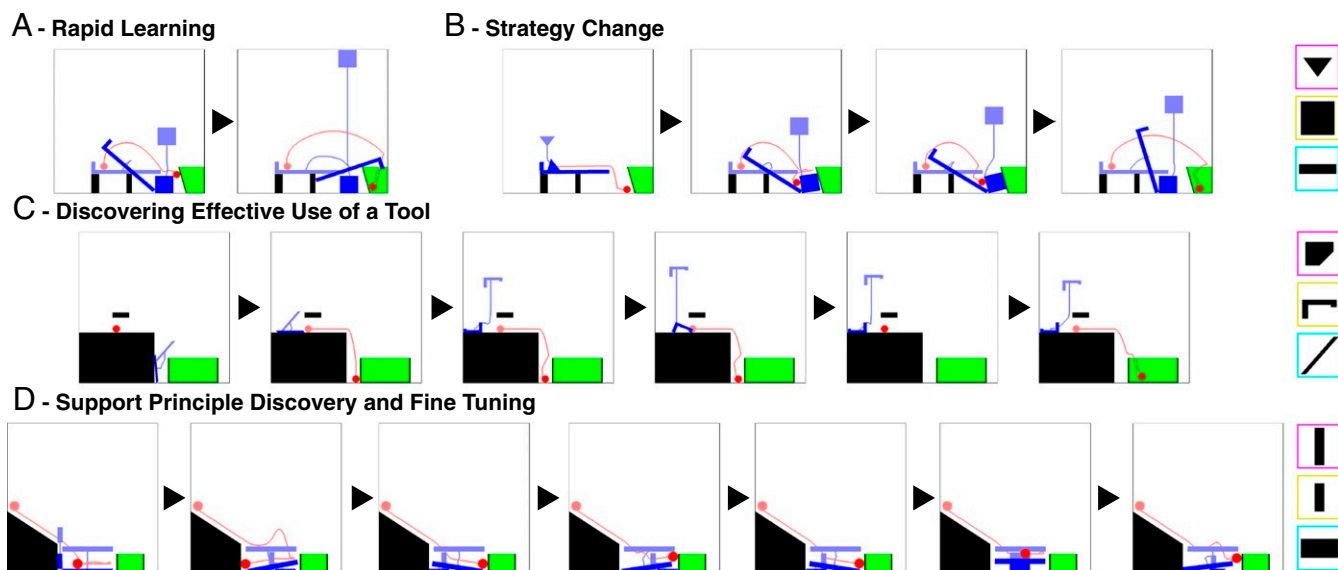 A - Rapid Learning
B - Strategy Change
C - Discovering Effective Use of a Tool
D - Support Principle Discovery and Fine Tuning